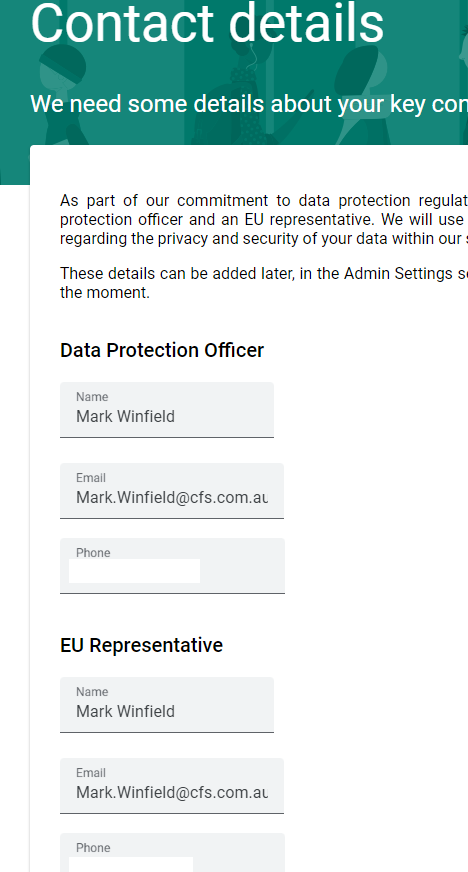 Contact details
We need some details about your key con
As part of our commitment to data protection regulat
protection officer and an EU representative. We will use
regarding the privacy and security of your data within our
These details can be added later, in the Admin Settings
the moment.
Data Protection Officer
Name
Mark Winfield
Email
Mark.Winfield@cfs.com.au
Phone
EU Representative
Name
Mark Winfield
Email
Mark.Winfield@cfs.com.au
Phone